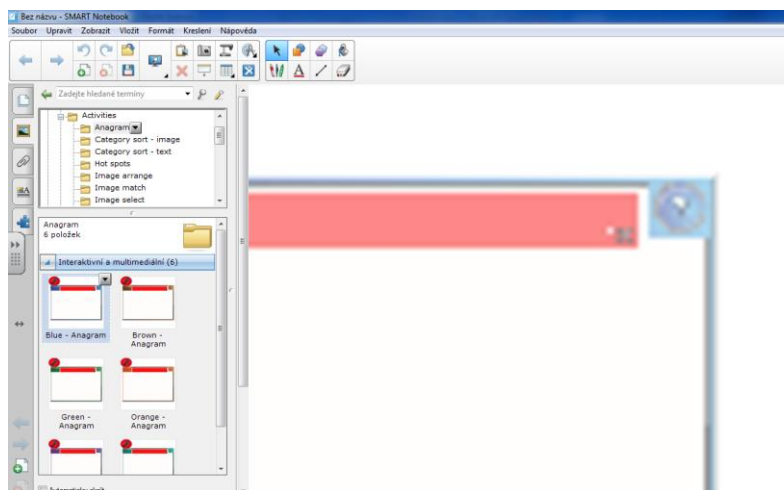 Bez názvu - SMART Notebook
Soubor Upravit Zobrazit Vložit Formát Kreslení Nápověda
Zadejte hledané termíny
Activities
Anagram
Category sort - image
Category sort - text
Hot spots
Image arrange
Image match
Image select
Anagram
6 položek
Interaktivní a multimediální (6)
Blue - Anagram
Brown -
Anagram
Green -
Anagram
Orange -
Anagram